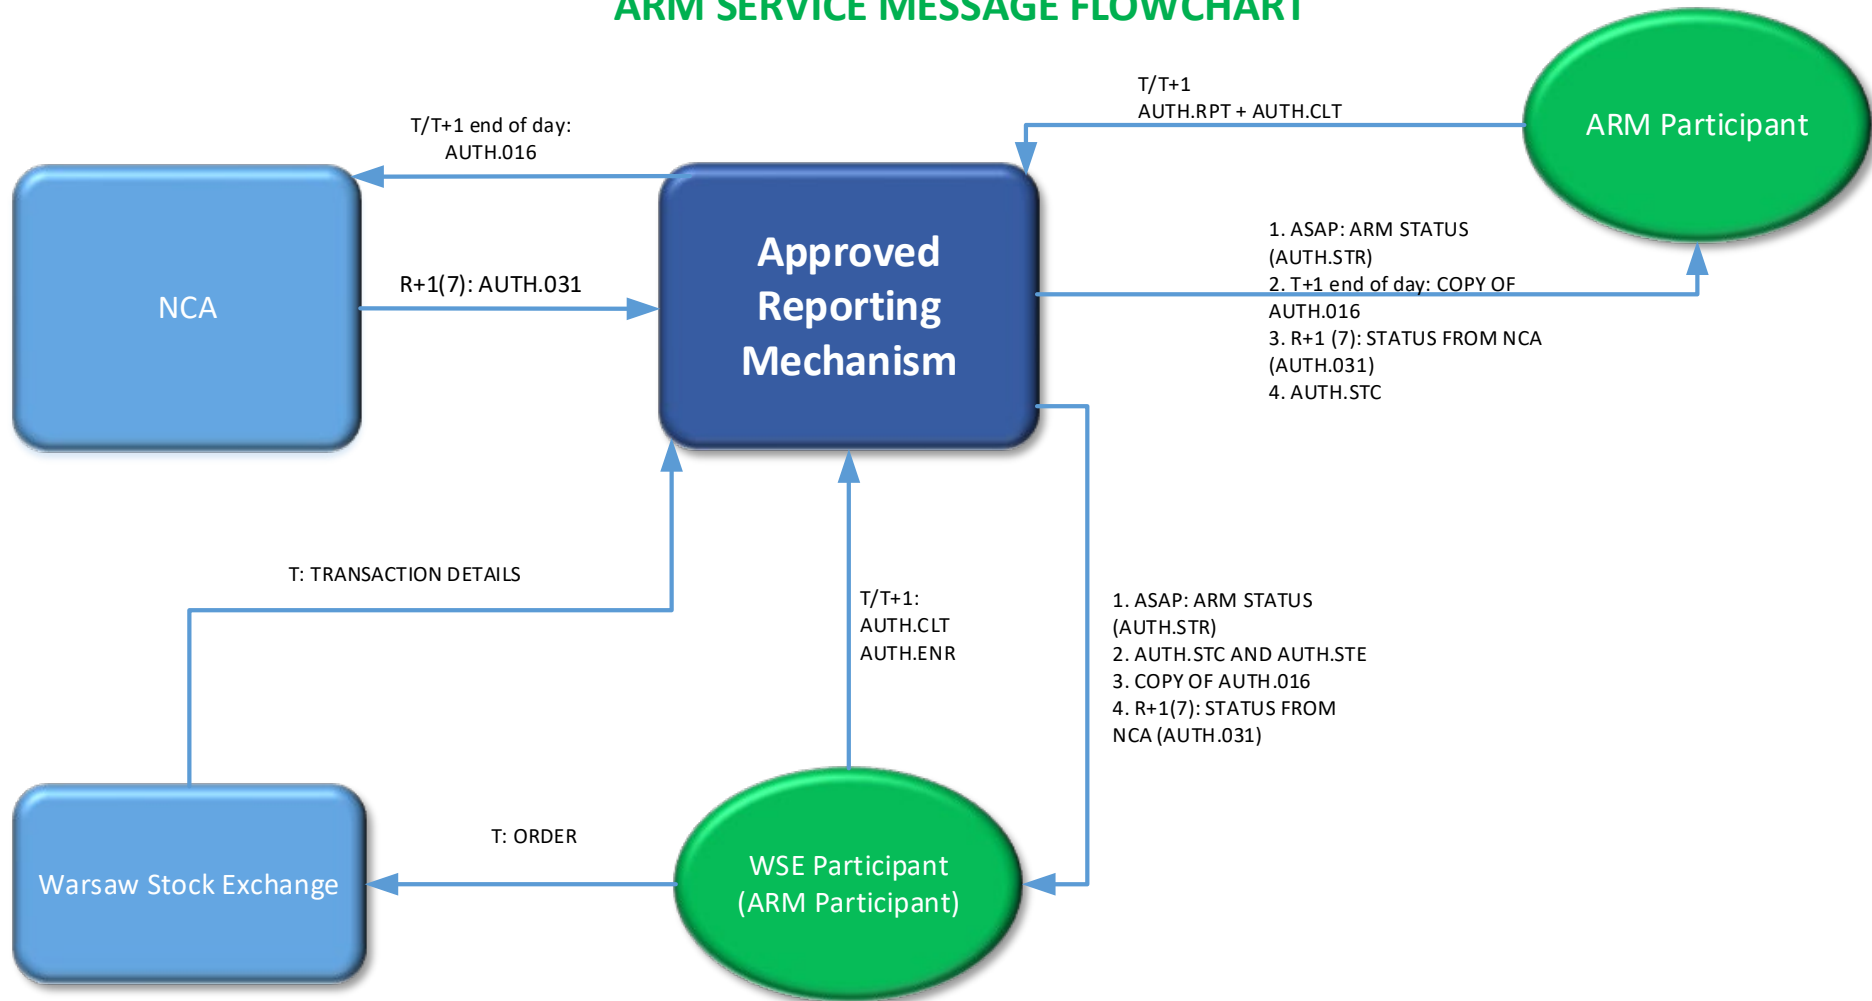 ARM SERVICE MESSAGE FLOWCHART
T/T+1
AUTH.RPT + AUTH.CLT
ARM Participant
T/T+1 end of day:
AUTH.016
NCA
R+1(7): AUTH.031
Approved
Reporting
Mechanism
1. ASAP: ARM STATUS
(AUTH.STR)
2. T+1 end of day: COPY OF
AUTH.016
3. R+1 (7): STATUS FROM NCA
(AUTH.031)
4. AUTH.STC
T: TRANSACTION DETAILS
T/T+1:
AUTH.CLT
AUTH.ENR
1. ASAP: ARM STATUS
(AUTH.STR)
2. AUTH.STC AND AUTH.STE
3. COPY OF AUTH.016
4. R+1(7): STATUS FROM
NCA (AUTH.031)
Warsaw Stock Exchange
T: ORDER
WSE Participant
(ARM Participant)